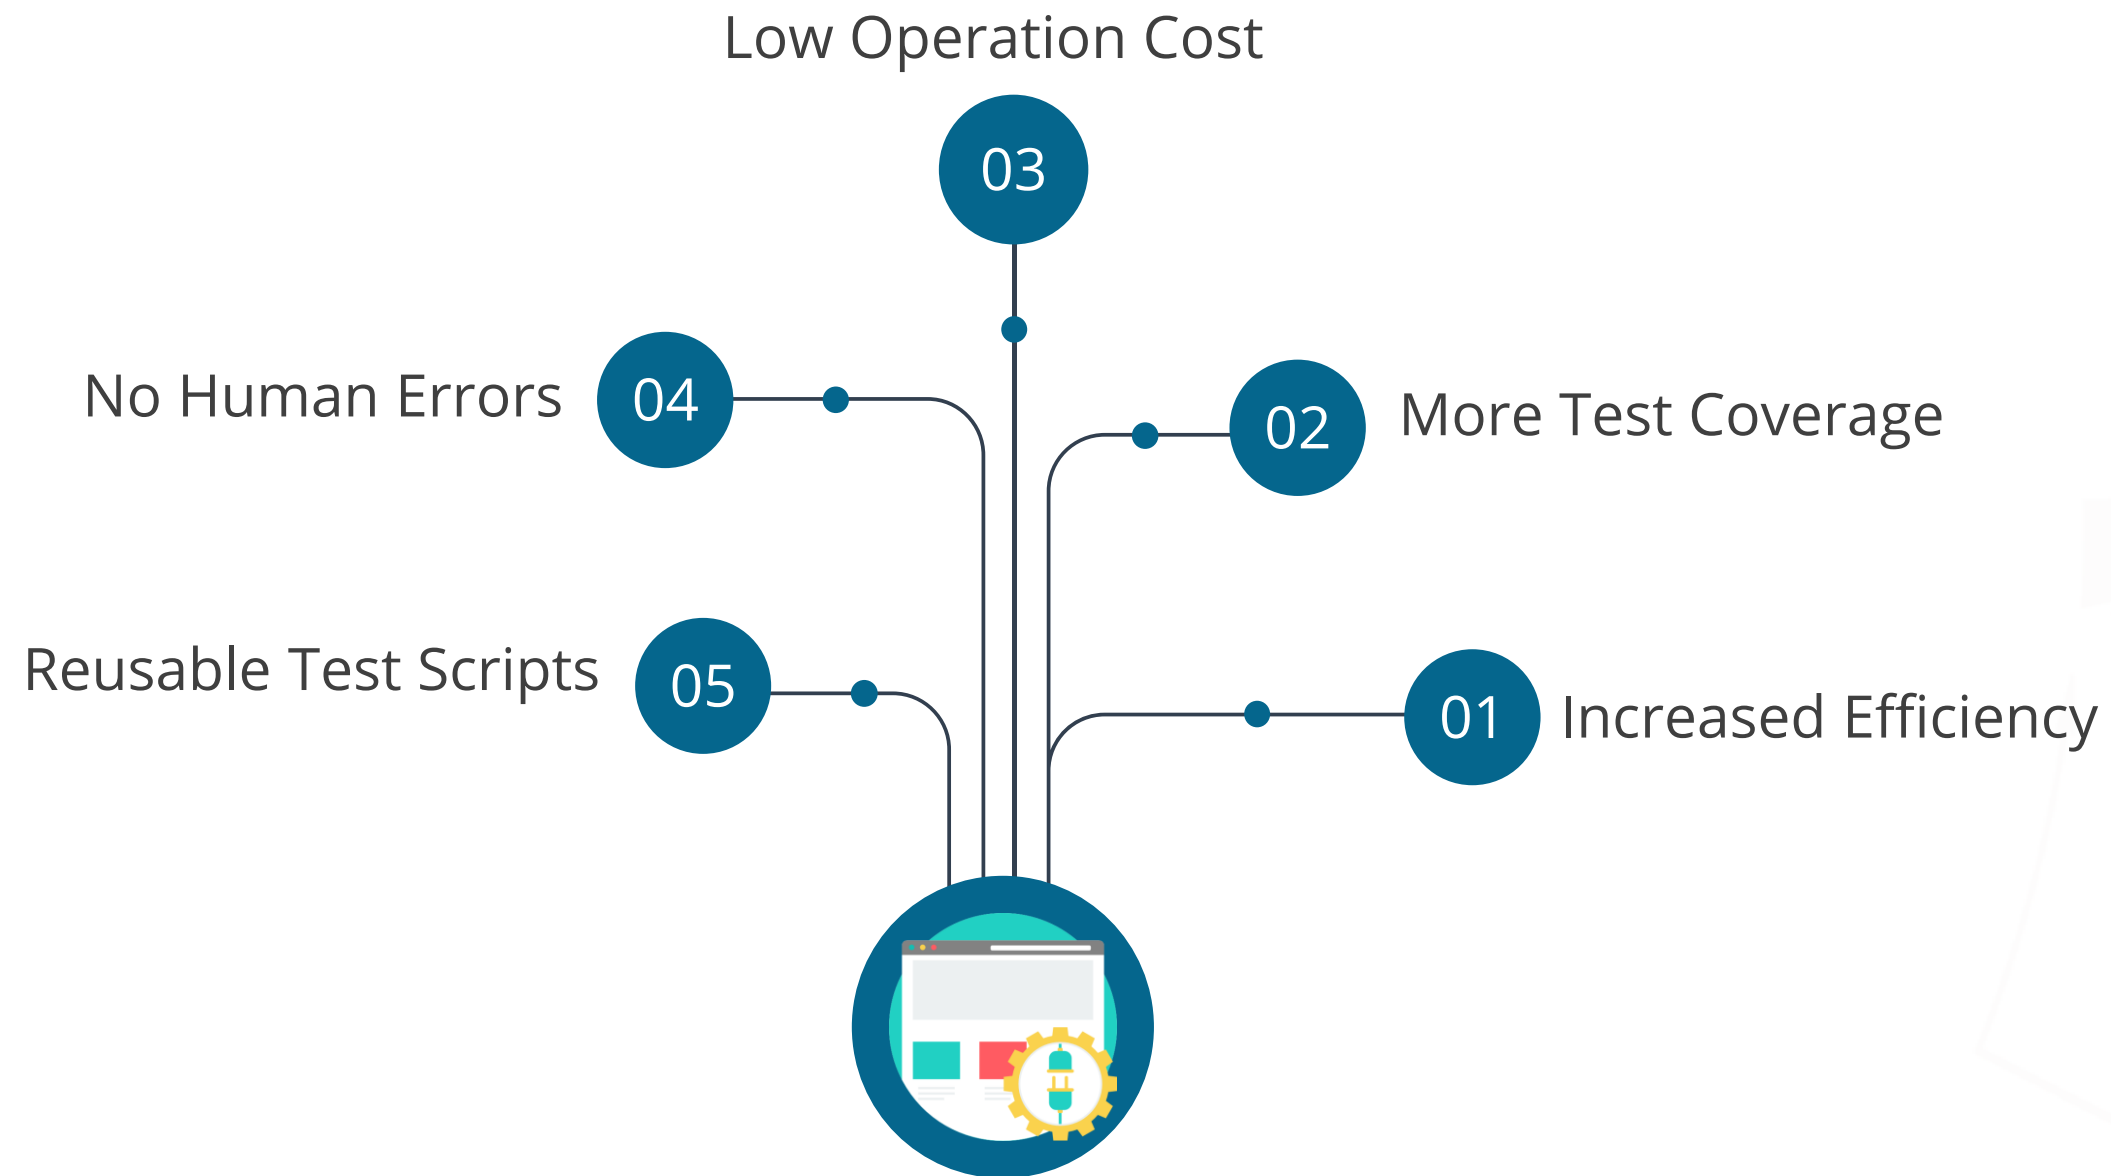 Low Operation Cost
03
No Human Errors
04
02
More Test Coverage
Reusable Test Scripts
05
01
Increased Efficiency